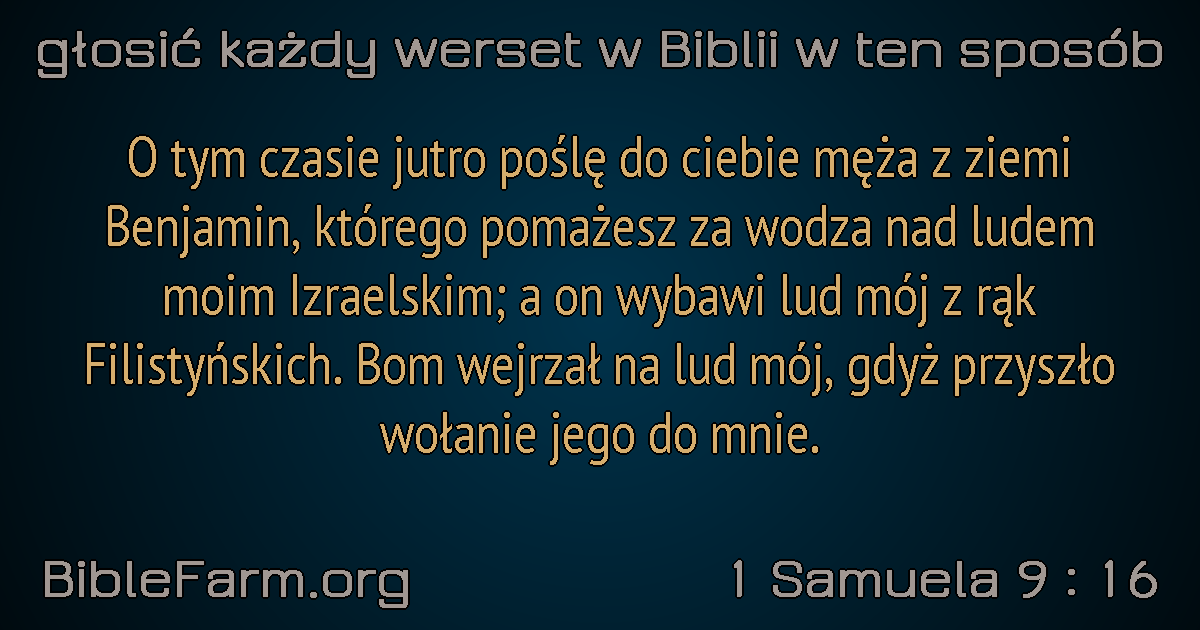 głosić każdy werset w Biblii w ten sposób
O tym czasie jutro poślę do ciebie męża z ziemi
Benjamin, którego pomażesz za wodza nad ludem
moim Izraelskim; a on wybawi lud mój z rąk
Filistyńskich. Bom wejrzał na lud mój, gdyż przyszło
wołanie jego do mnie.
BibleFarm.org
1 Samuela 9 : 16